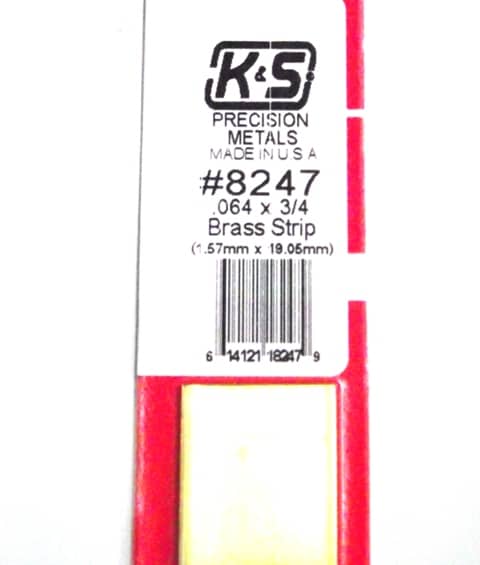 K&S
PRECISION
METALS
MADE IN U.S.A
#8247
.064 x 3/4
Brass Strip
(1.57mm x 19.05mm)
6 14121 18247 9